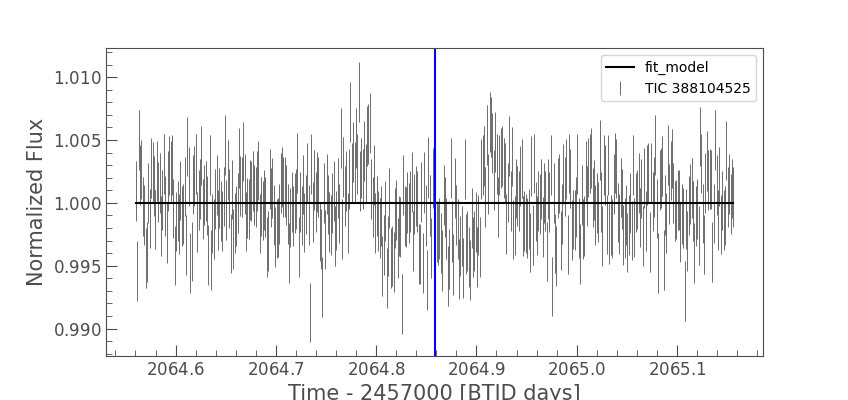 fit_model
TIC 388104525
1.010
1.005
1.000
0.995
0.990
Normalized Flux
2064.6 2064.7 2064.8 2064.9 2065.0 2065.1
Time - 2457000 [BTJD days]